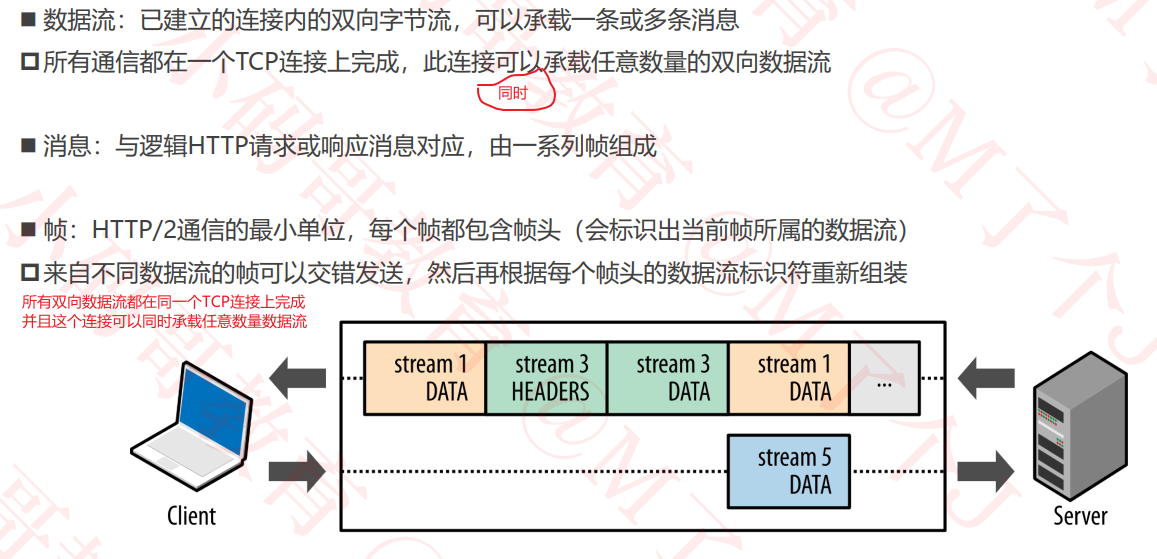 ■ 数据流：已建立的连接内的双向字节流，可以承载一条或多条消息
所有通信都在一个TCP连接上完成，此连接可以承载任意数量的双向数据流
同时
■ 消息：与逻辑HTTP请求或响应消息对应，由一系列帧组成
■ 帧：HTTP/2通信的最小单位，每个帧都包含帧头（会标识出当前帧所属的数据流）
来自不同数据流的帧可以交错发送，然后再根据每个帧头的数据流标识符重新组装
所有双向数据流都在同一个TCP连接上完成
并且这个连接可以同时承载任意数量数据流
stream 1 DATA
stream 3 HEADERS
stream 3 DATA
stream 1 DATA
...
stream 5 DATA
Client
Server
小码哥教育 @M了个J